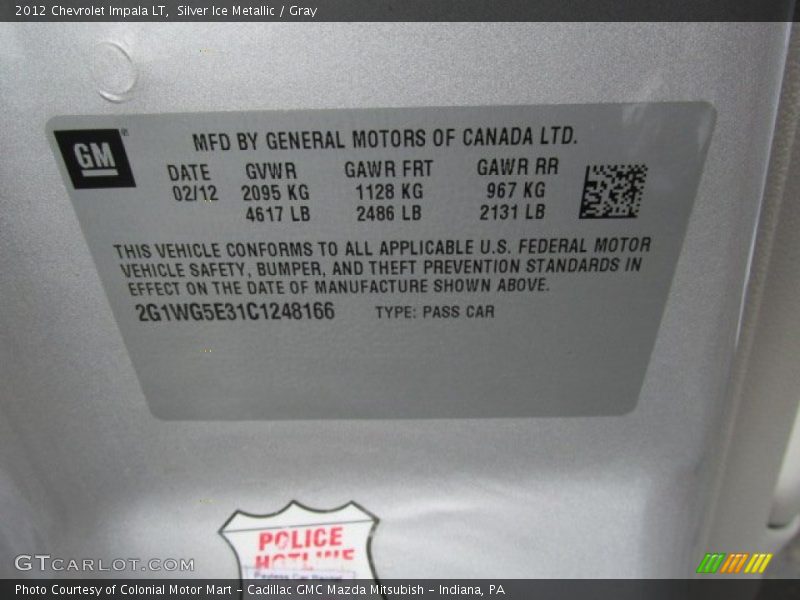 2012 Chevrolet Impala LT, Silver Ice Metallic / Gray
GM
®
MFD BY GENERAL MOTORS OF CANADA LTD.
DATE GVWR GAWR FRT GAWR RR
02/12 2095 KG 1128 KG 967 KG
4617 LB 2486 LB 2131 LB
THIS VEHICLE CONFORMS TO ALL APPLICABLE U.S. FEDERAL MOTOR
VEHICLE SAFETY, BUMPER, AND THEFT PREVENTION STANDARDS IN
EFFECT ON THE DATE OF MANUFACTURE SHOWN ABOVE.
2G1WG5E31C1248166 TYPE: PASS CAR
POLICE
HOTLINE
GTCARLOT.COM
Photo Courtesy of Colonial Motor Mart - Cadillac GMC Mazda Mitsubish - Indiana, PA